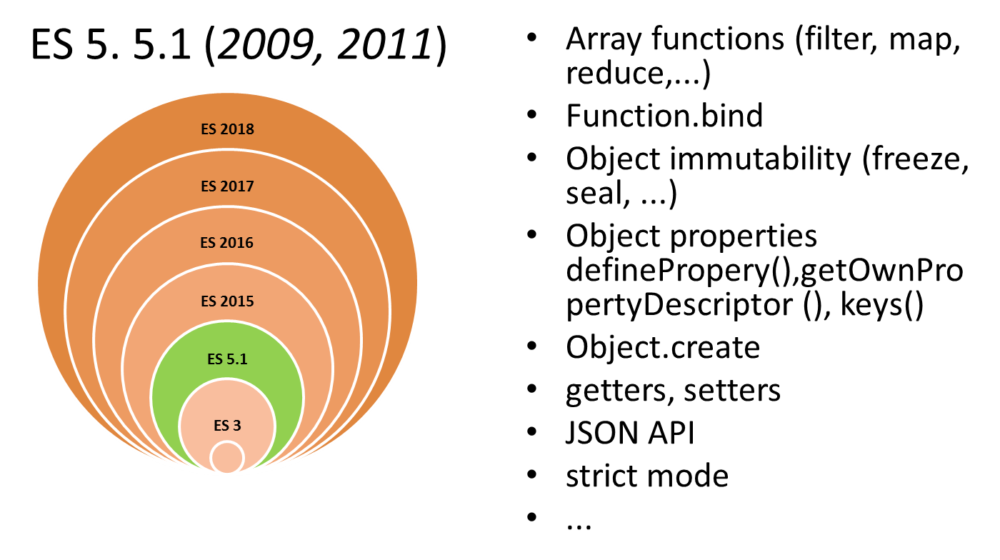 ES 5. 5.1 (2009, 2011)
ES 2018
ES 2017
ES 2016
ES 2015
ES 5.1
ES 3
• Array functions (filter, map,
reduce,...)
• Function.bind
• Object immutability (freeze,
seal, ...)
• Object properties
definePropery(),getOwnPro
pertyDescriptor (), keys()
• Object.create
• getters, setters
• JSON API
• strict mode
• ...